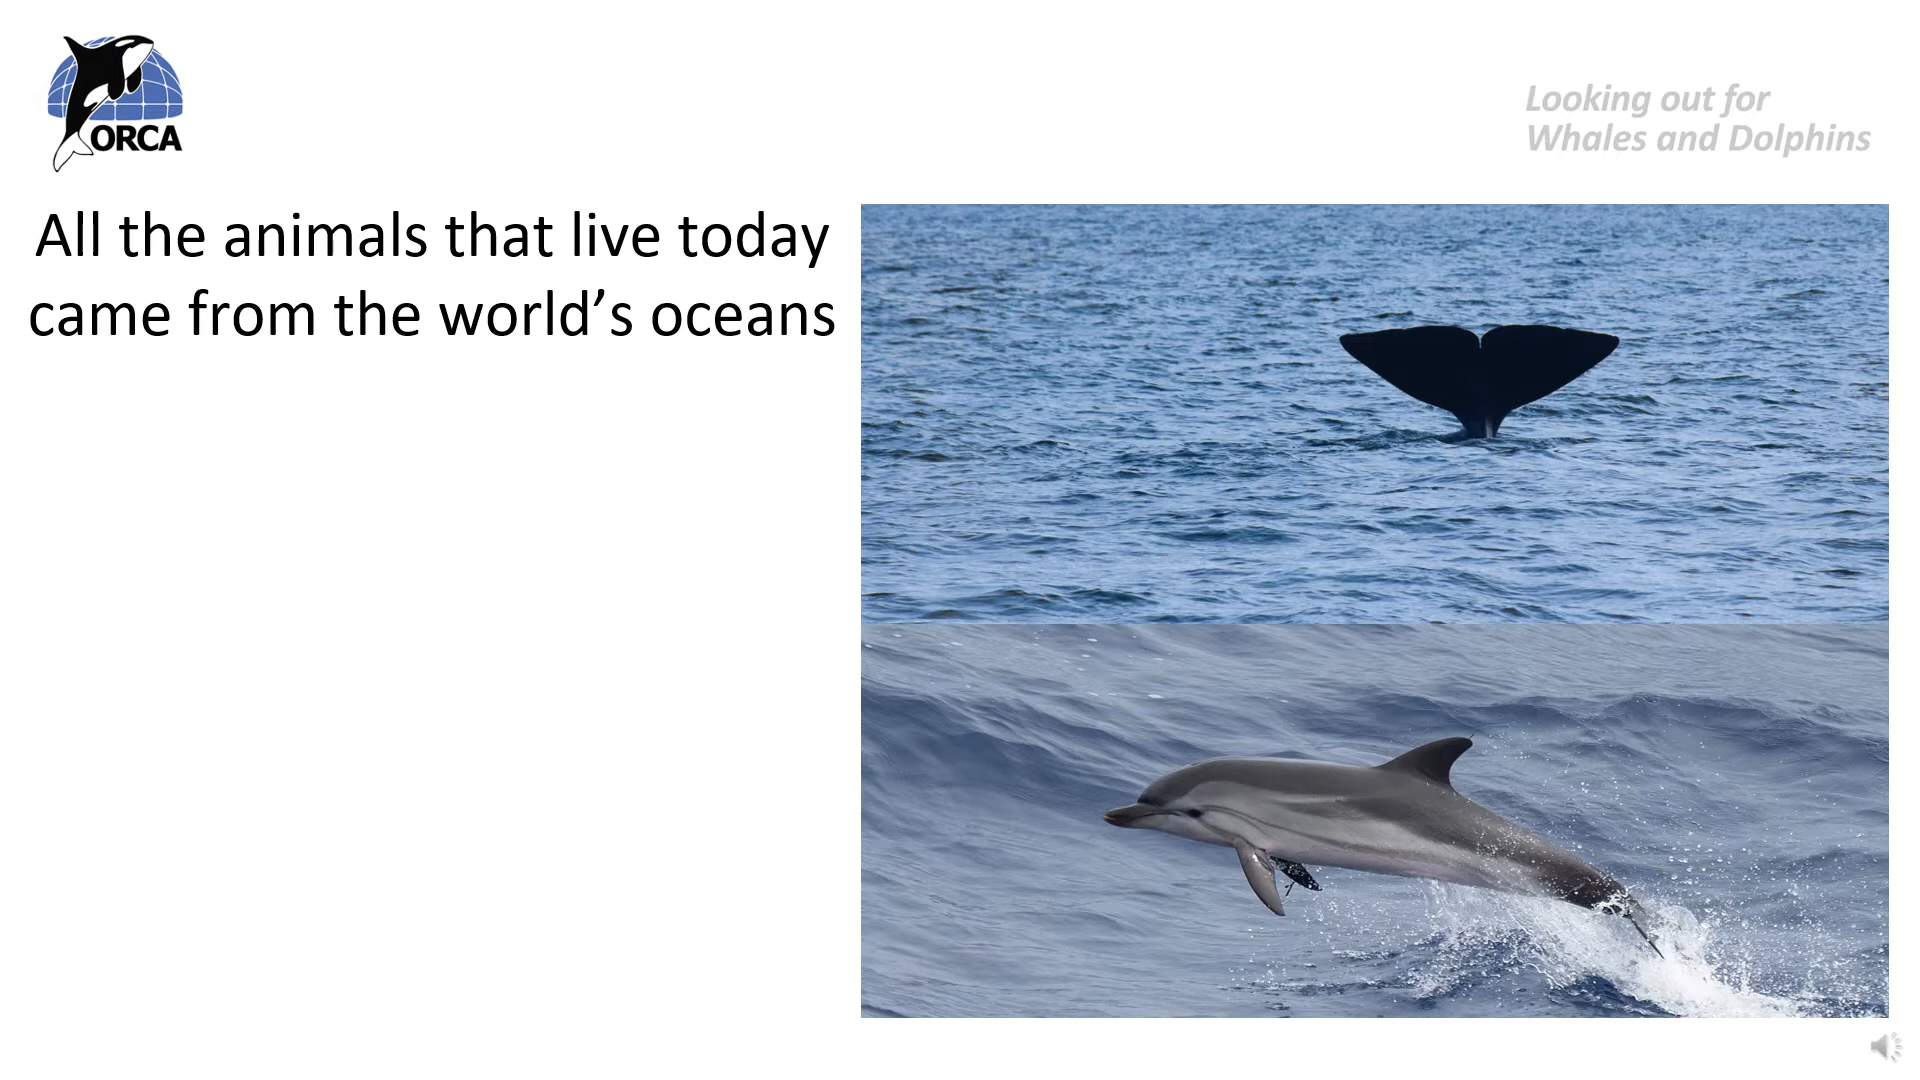 ORCA
Looking out for
Whales and Dolphins
All the animals that live today
came from the world’s oceans